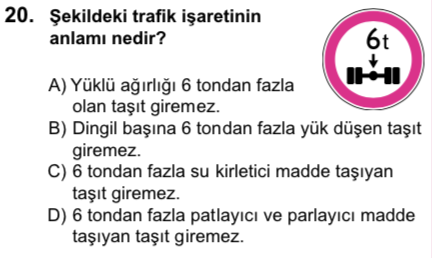 20. Şekildeki trafik işaretinin
anlamı nedir?
6t
A) Yüklü ağırlığı 6 tondan fazla
olan taşıt giremez.
B) Dingil başına 6 tondan fazla yük düşen taşıt
giremez.
C) 6 tondan fazla su kirletici madde taşıyan
taşıt giremez.
D) 6 tondan fazla patlayıcı ve parlayıcı madde
taşıyan taşıt giremez.